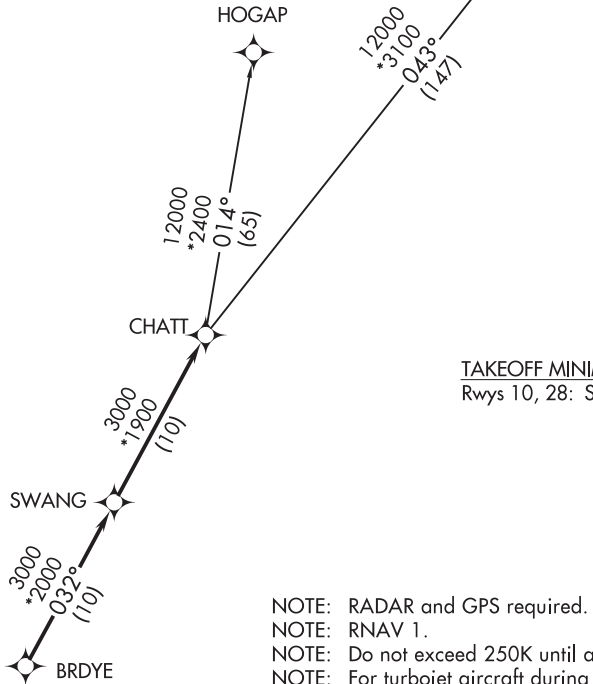 HOGAP
12000
*3100
043°
(147)
12000
*2400
014°
(65)
CHATT
3000
*1900
(10)
TAKEOFF
Rwys 10, 28:
SWANG
3000
*2000
032°
(10)
BRDYE
NOTE: RADAR and GPS required.
NOTE: RNAV 1.
NOTE: Do not exceed 250K until
NOTE: For turbojet aircraft during